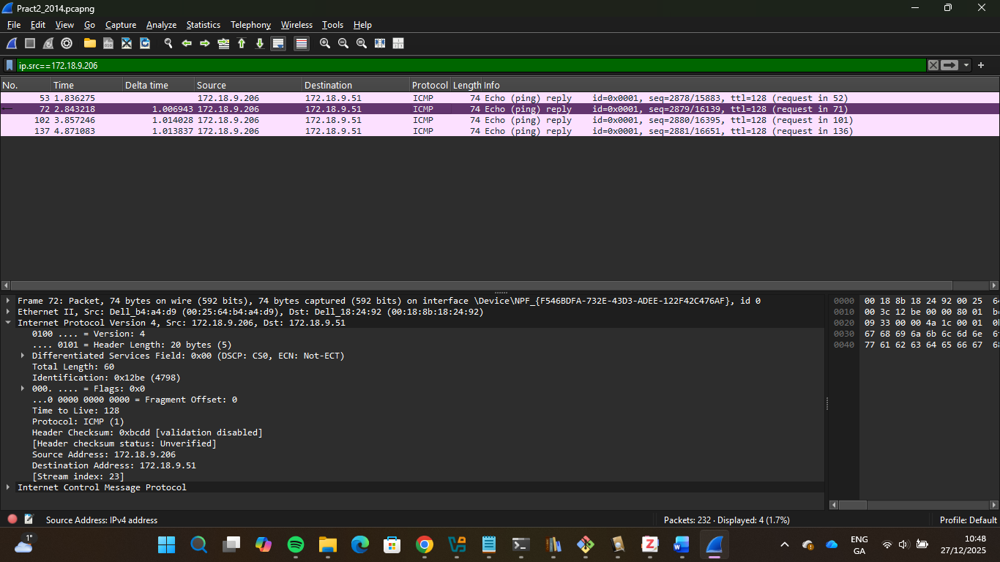 Pract2_2014.pcapng
File Edit View Go Capture Analyze Statistics Telephony Wireless Tools Help
ip.src==172.18.9.206
No. Time Delta time Source Destination Protocol Length Info
53 1.836275 172.18.9.206 172.18.9.51 ICMP 74 Echo (ping) reply id=0x0001, seq=2878/15883, ttl=128 (request in 52)
72 2.843218 1.006943 172.18.9.206 172.18.9.51 ICMP 74 Echo (ping) reply id=0x0001, seq=2879/16139, ttl=128 (request in 71)
102 3.857246 1.014028 172.18.9.206 172.18.9.51 ICMP 74 Echo (ping) reply id=0x0001, seq=2880/16395, ttl=128 (request in 101)
137 4.871083 1.013837 172.18.9.206 172.18.9.51 ICMP 74 Echo (ping) reply id=0x0001, seq=2881/16651, ttl=128 (request in 136)
Frame 72: Packet, 74 bytes on wire (592 bits), 74 bytes captured (592 bits) on interface \Device\NPF_{F546BDFA-732E-43D3-ADEE-122F42C476AF}, id 0
Ethernet II, Src: Dell_b4:a4:d9 (00:25:64:b4:a4:d9), Dst: Dell_18:24:92 (00:18:8b:18:24:92)
Internet Protocol Version 4, Src: 172.18.9.206, Dst: 172.18.9.51
0100 .... = Version: 4
.... 0101 = Header Length: 20 bytes (5)
Differentiated Services Field: 0x00 (DSCP: CS0, ECN: Not-ECT)
Total Length: 60
Identification: 0x12be (4798)
000. .... = Flags: 0x0
...0 0000 0000 0000 = Fragment Offset: 0
Time to Live: 128
Protocol: ICMP (1)
Header Checksum: 0xbcdd [validation disabled]
[Header checksum status: Unverified]
Source Address: 172.18.9.206
Destination Address: 172.18.9.51
[Stream index: 23]
Internet Control Message Protocol
0000 00 18 8b 18 24 92 00 25
0010 00 3c 12 be 00 00 80 01
0020 09 33 00 00 4a 1c 00 01
0030 67 68 69 6a 6b 6c 6d 6e
0040 77 61 62 63 64 65 66 67
Source Address: IPv4 address
Packets: 232 · Displayed: 4 (1.7%)
Profile: Default
1°
ENG
GA
10:48
27/12/2025